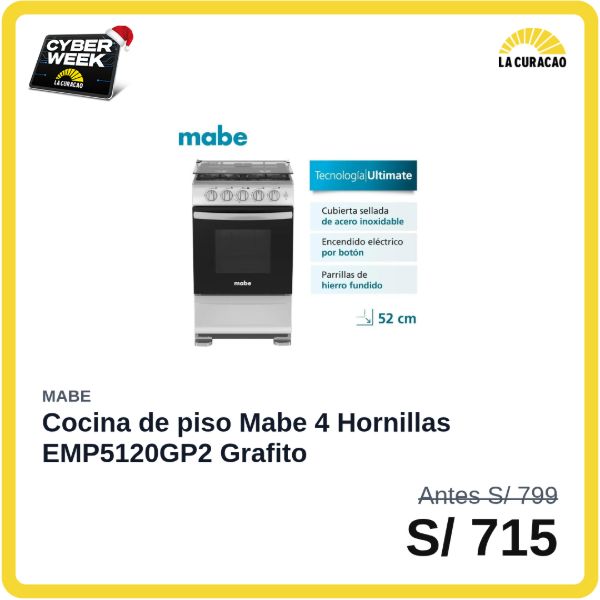 CYBER
WEEK
LA CURACAO
LA CURACAO
mabe
Tecnología|Ultimate
Cubierta sellada
de acero inoxidable
Encendido eléctrico
por botón
Parrillas de
hierro fundido
mabe
52 cm
MABE
Cocina de piso Mabe 4 Hornillas
EMP5120GP2 Grafito
Antes S/ 799
S/ 715